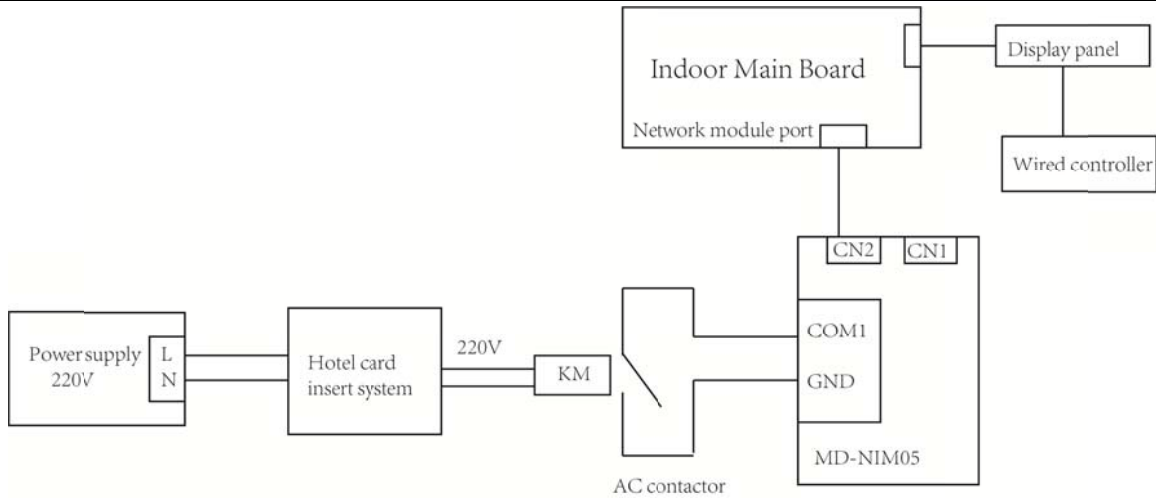 Indoor Main Board
Display panel
Network module port
Wired controller
CN2
CN1
Power supply
220V
L
N
Hotel card
insert system
220V
KM
COM1
GND
MD-NIM05
AC contactor